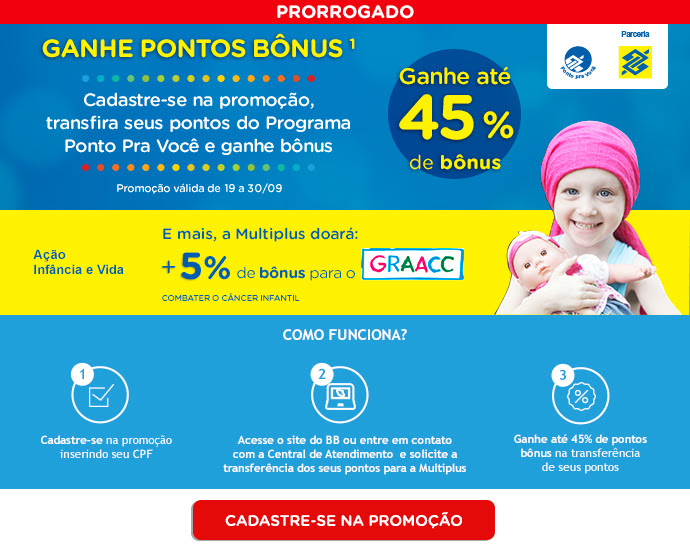 PRORROGADO
GANHE PONTOS BÔNUS ¹
Cadastre-se na promoção,
transfira seus pontos do Programa
Ponto Pra Você e ganhe bônus
Promoção válida de 19 a 30/09
Ganhe até
45%
de bônus
Parceria
Ponto pra Você
Ação
Infância e Vida
E mais, a Multiplus doará:
+5% de bônus para o GRAACC
COMBATER O CÂNCER INFANTIL
COMO FUNCIONA?
1
Cadastre-se na promoção
inserindo seu CPF
2
Acesse o site do BB ou entre em contato
com a Central de Atendimento e solicite a
transferência dos seus pontos para a Multiplus
3
Ganhe até 45% de pontos
bônus na transferência
de seus pontos
CADASTRE-SE NA PROMOÇÃO